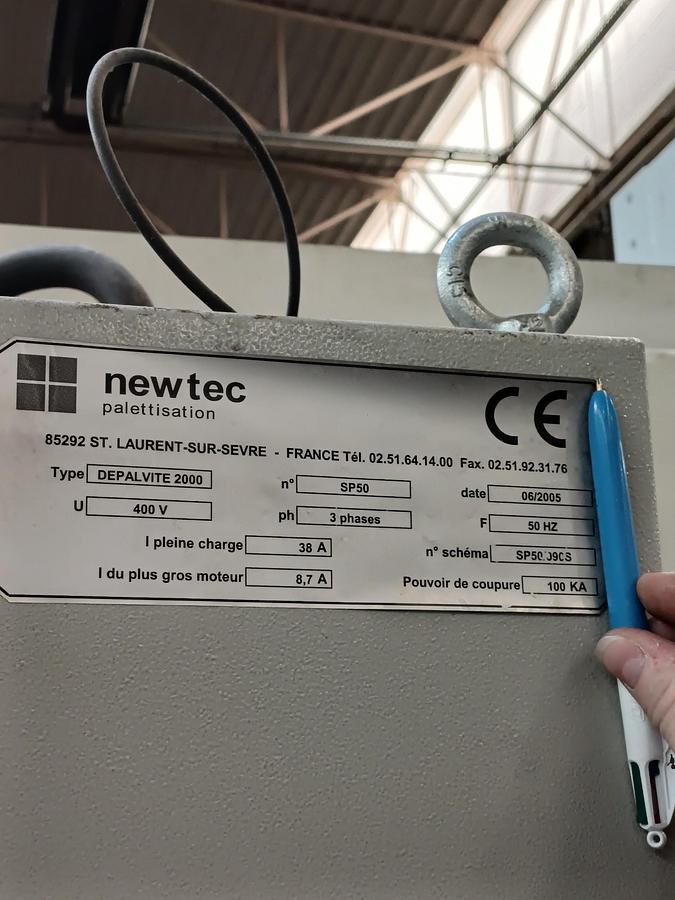 newtec
palettisation
CE
85292 ST. LAURENT-SUR-SEVRE - FRANCE Tél. 02.51.64.14.00 Fax. 02.51.92.31.76
Type DEPALVITE 2000 n° SP50 date 06/2005
U 400 V ph 3 phases F 50 HZ
I pleine charge 38 A n° schéma
I du plus gros moteur 8,7 A Pouvoir de coupure 100 KA
C15